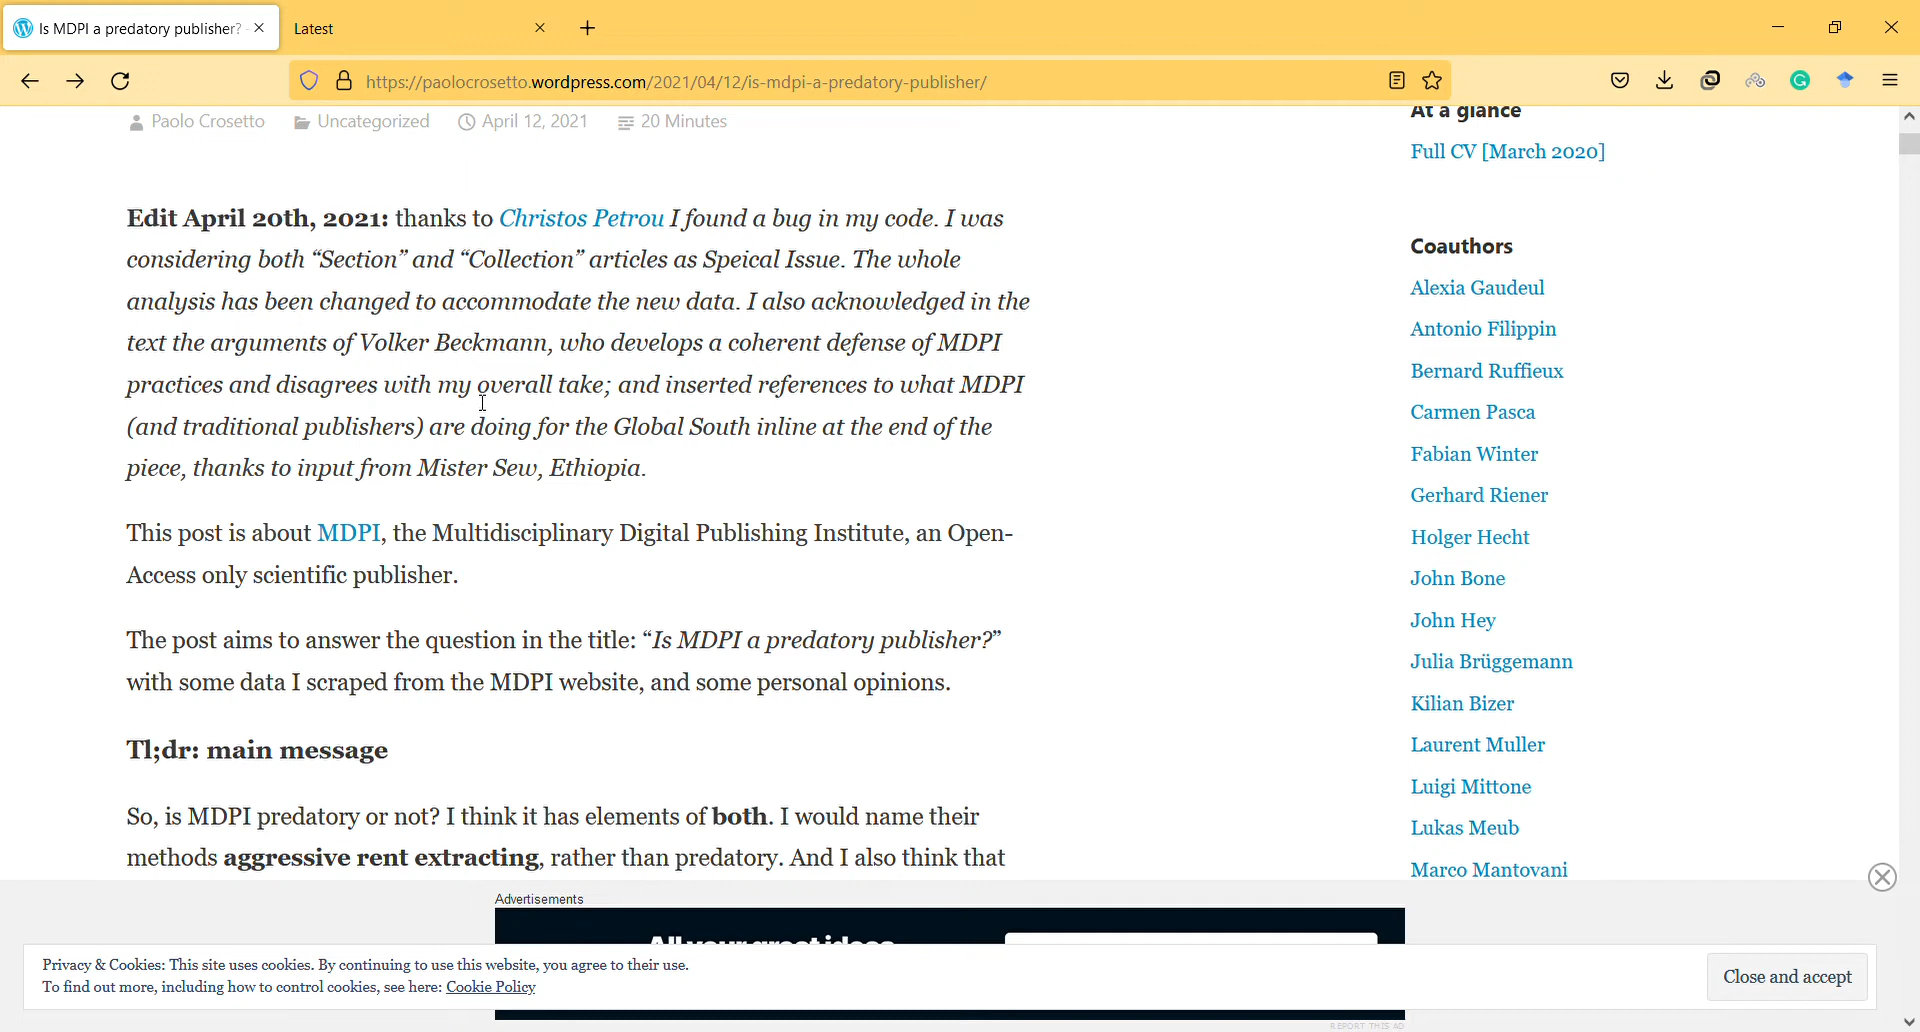 Is MDPI a predatory publisher?
Latest
https://paolocrosetto.wordpress.com/2021/04/12/is-mdpi-a-predatory-publisher/
Paolo Crosetto Uncategorized April 12, 2021 20 Minutes
Edit April 20th, 2021: thanks to Christos Petrou I found a bug in my code. I was
considering both “Section” and “Collection” articles as Speical Issue. The whole
analysis has been changed to accommodate the new data. I also acknowledged in the
text the arguments of Volker Beckmann, who develops a coherent defense of MDPI
practices and disagrees with my overall take; and inserted references to what MDPI
(and traditional publishers) are doing for the Global South inline at the end of the
piece, thanks to input from Mister Sew, Ethiopia.
This post is about MDPI, the Multidisciplinary Digital Publishing Institute, an Open-
Access only scientific publisher.
The post aims to answer the question in the title: “Is MDPI a predatory publisher?”
with some data I scraped from the MDPI website, and some personal opinions.
Tl;dr: main message
So, is MDPI predatory or not? I think it has elements of both. I would name their
methods aggressive rent extracting, rather than predatory. And I also think that
At a glance
Full CV [March 2020]
Coauthors
Alexia Gaudeul
Antonio Filippin
Bernard Ruffieux
Carmen Pasca
Fabian Winter
Gerhard Riener
Holger Hecht
John Bone
John Hey
Julia Brüggemann
Kilian Bizer
Laurent Muller
Luigi Mittone
Lukas Meub
Marco Mantovani
Advertisements
All your great ideas
Privacy & Cookies: This site uses cookies. By continuing to use this website, you agree to their use.
To find out more, including how to control cookies, see here: Cookie Policy
Close and accept
REPORT THIS AD